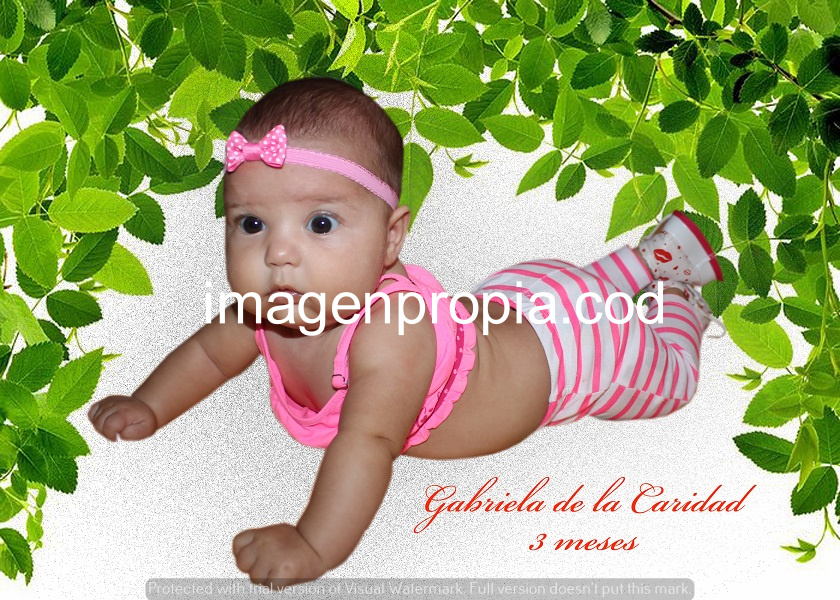 imagenpropia.cod
Gabriela de la Caridad
3 meses
Protected with trial version of Visual Watermark. Full version doesn't put this mark.